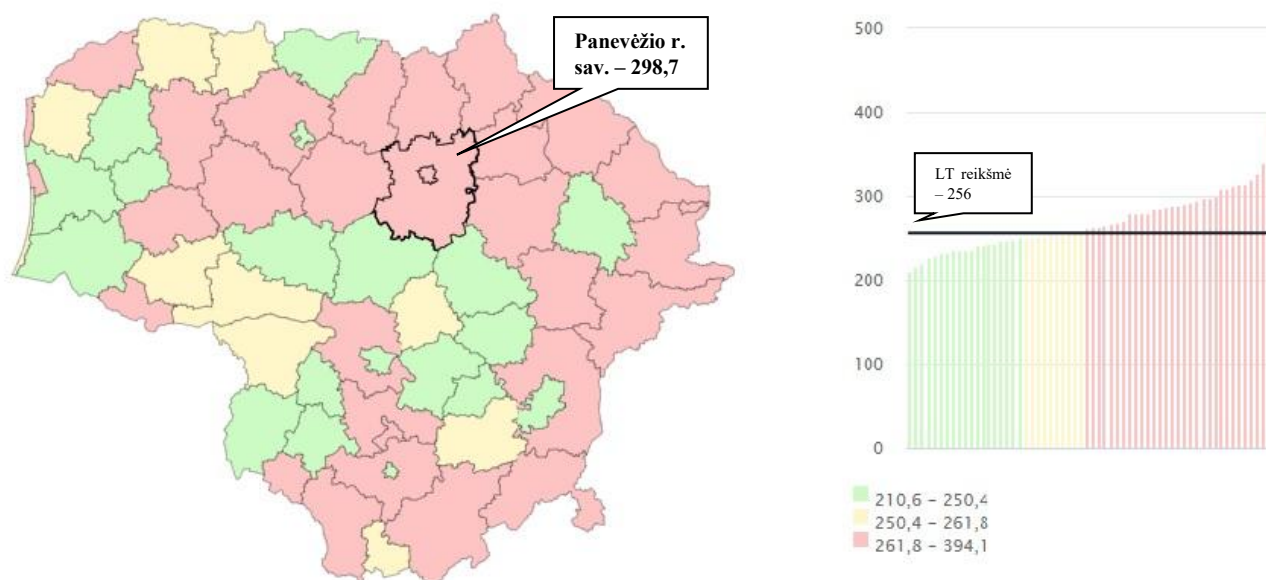 Panevėžio r.
sav. – 298,7
500
400
LT reikšmė
– 256
300
200
100
0
210,6 – 250,4
250,4 – 261,8
261,8 – 394,1